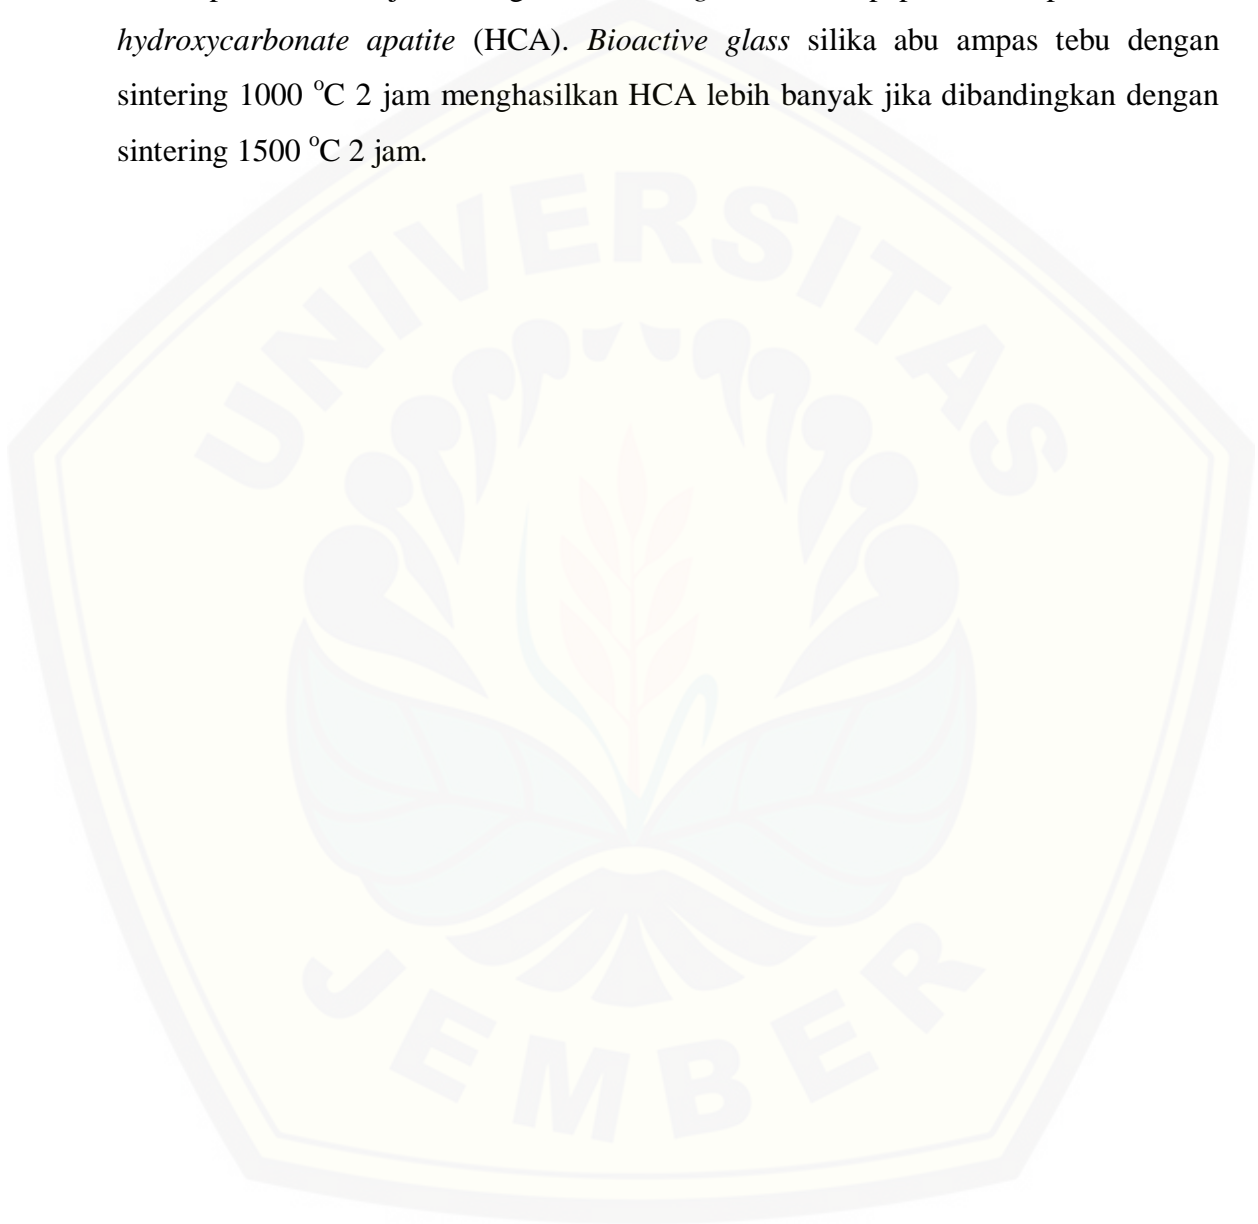 hydroxycarbonate apatite (HCA). Bioactive glass silika abu ampas tebu dengan
sintering 1000 °C 2 jam menghasilkan HCA lebih banyak jika dibandingkan dengan
sintering 1500 °C 2 jam.
UNIVERSITAS
JEMBER